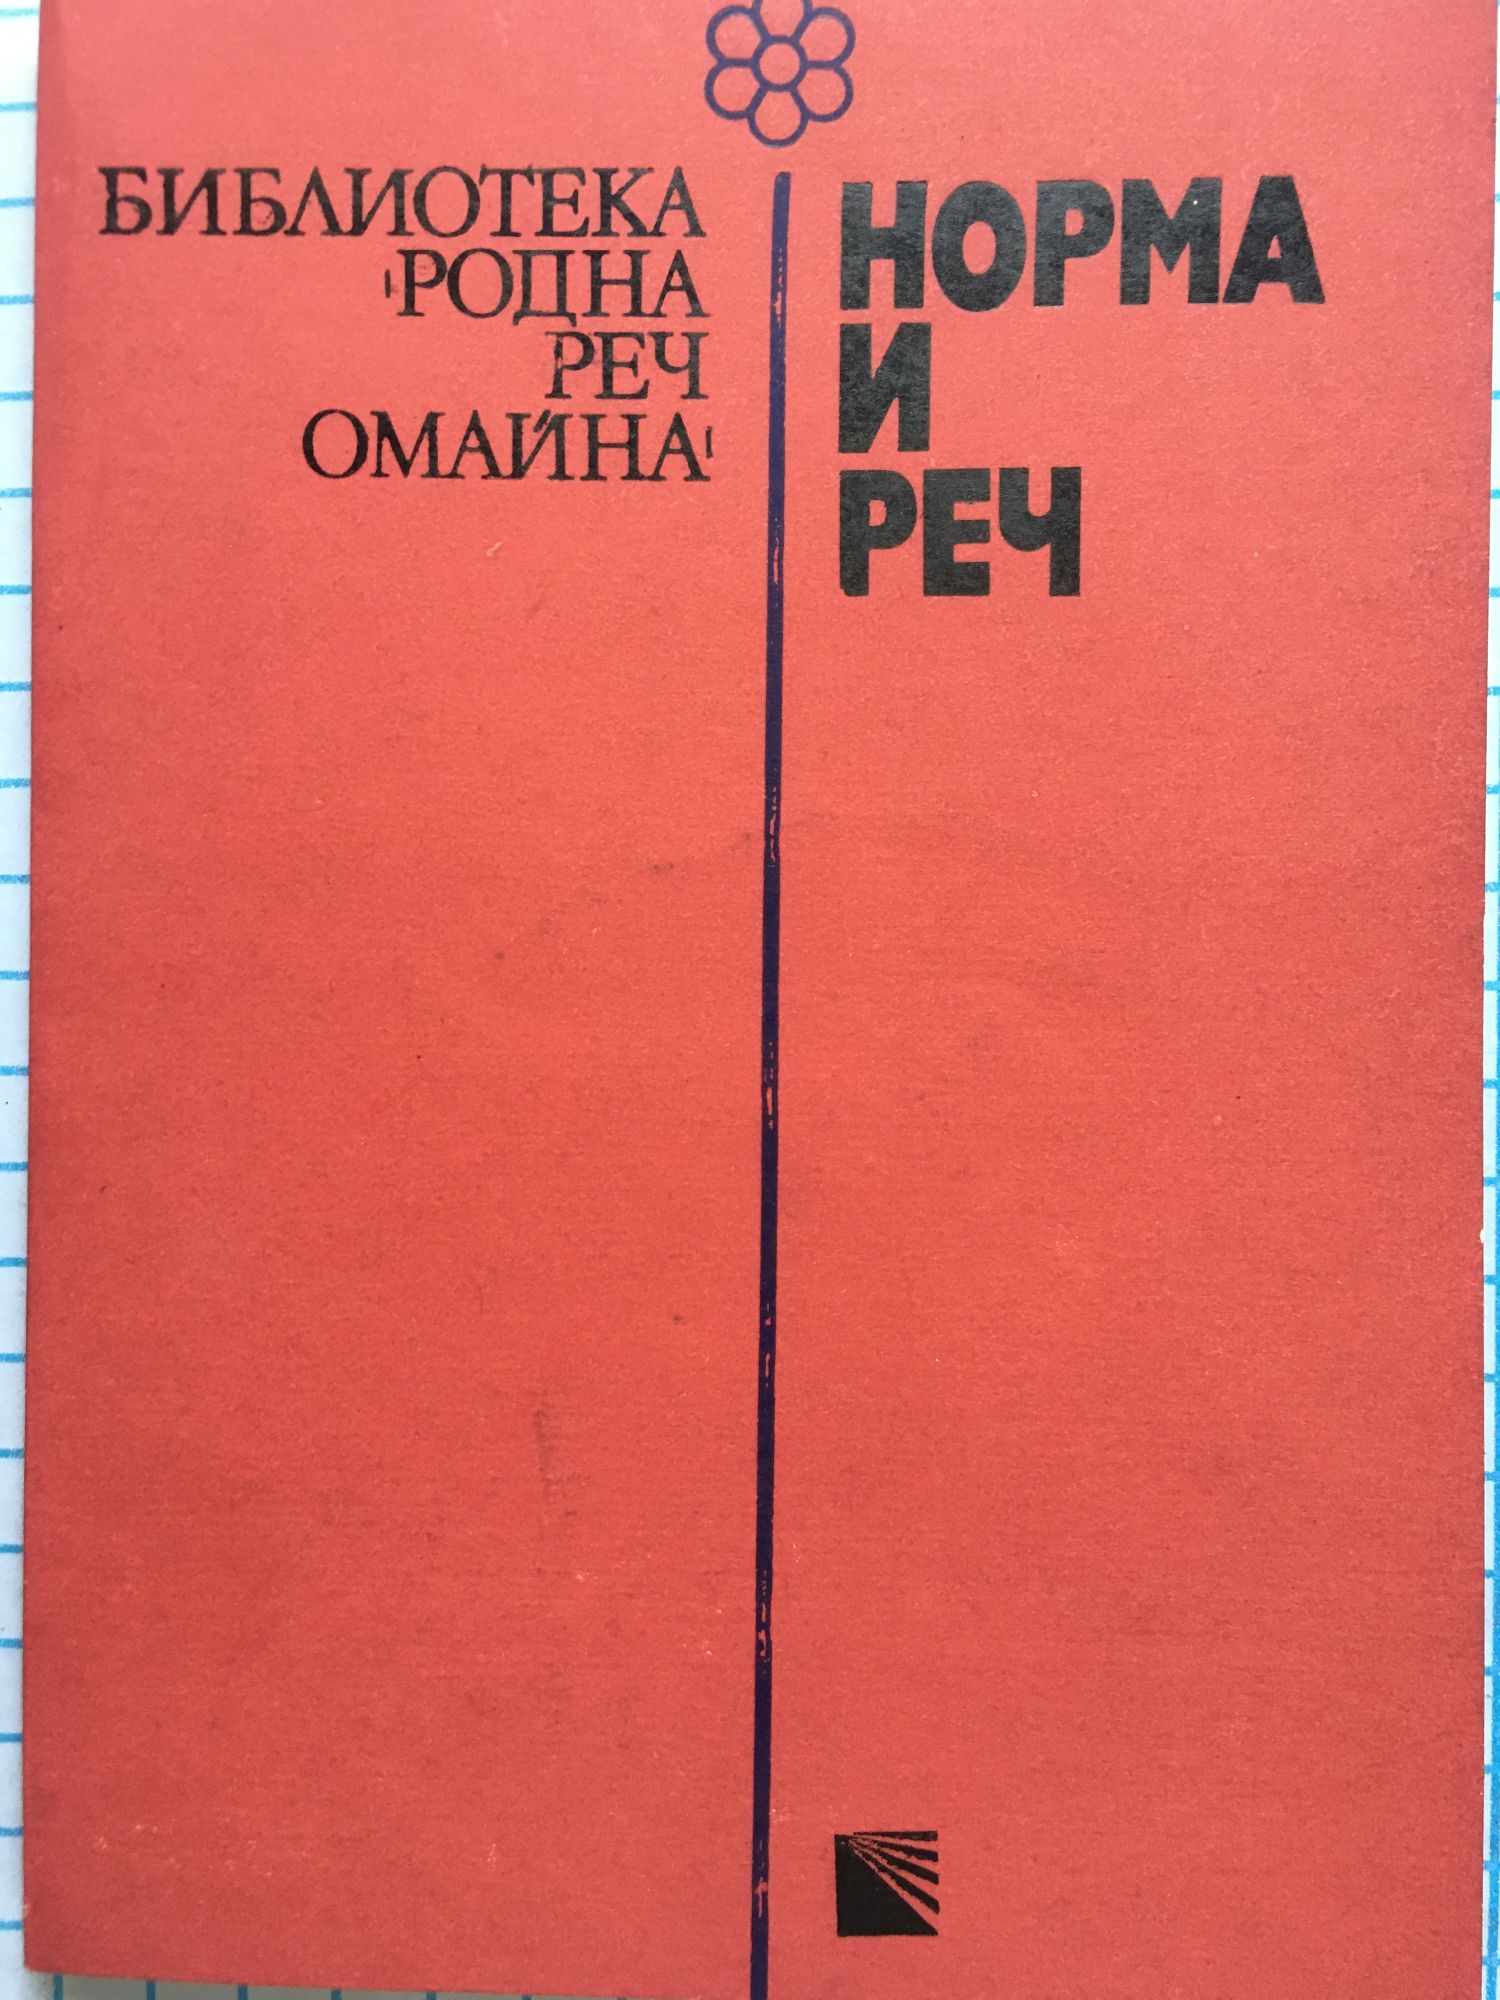 БИБЛИОТЕКА
'РОДНА
РЕЧ
ОМАЙНА'
НОРМА
И
РЕЧ